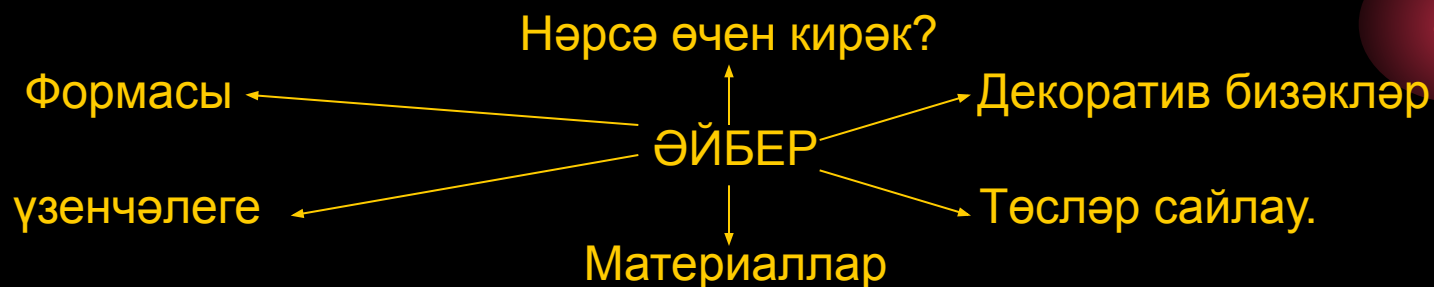 Нәрсә өчен кирәк?
Формасы
Декоратив бизәкләр
ӘЙБЕР
үзенчәлеге
Төсләр сайлау.
Материаллар